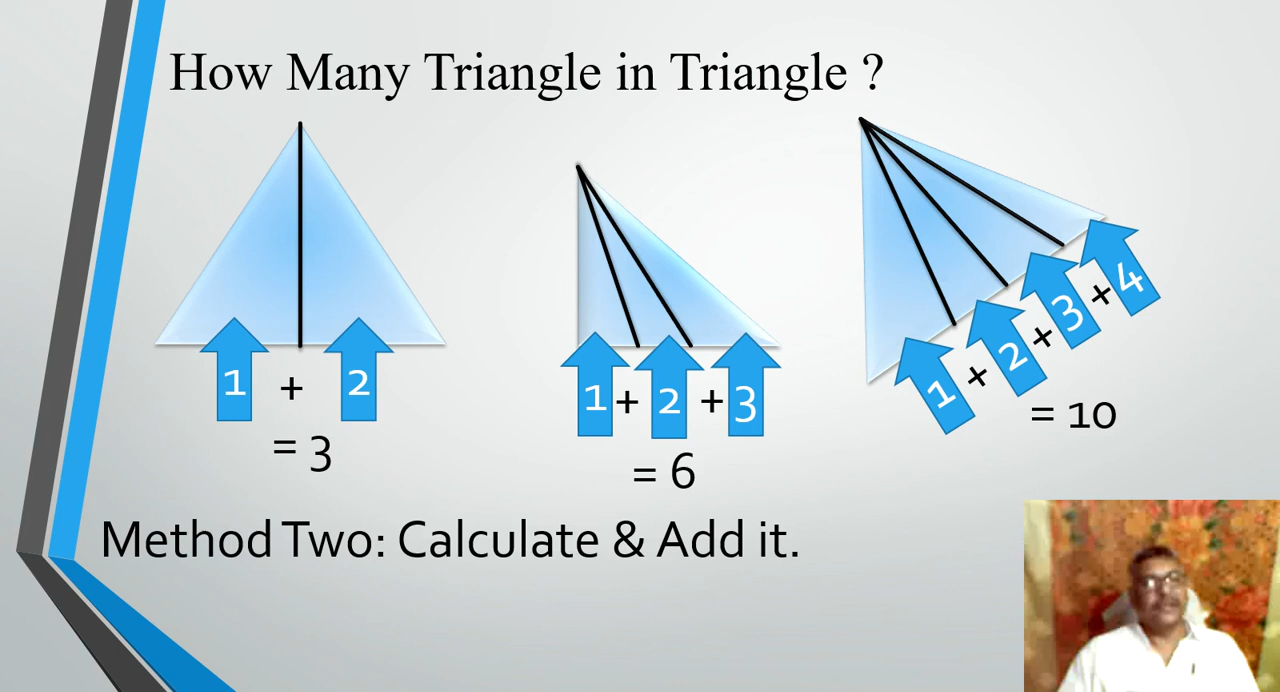 How Many Triangle in Triangle ?
1 + 2
= 3
1 + 2 + 3
= 6
1 + 2 + 3 + 4
= 10
Method Two: Calculate & Add it.